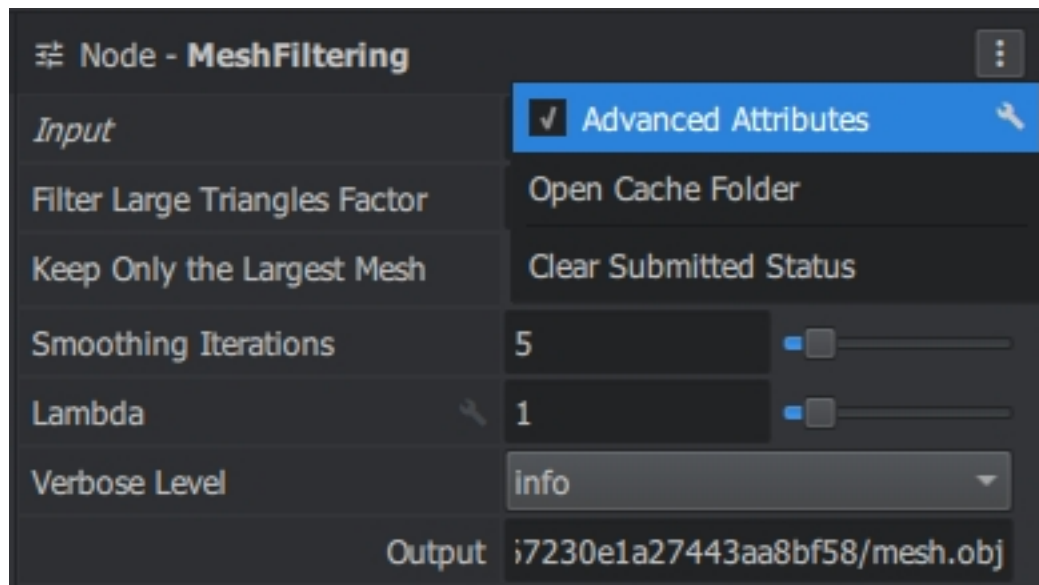 Node - MeshFiltering
Input
Advanced Attributes
Filter Large Triangles Factor
Open Cache Folder
Keep Only the Largest Mesh
Clear Submitted Status
Smoothing Iterations 5
Lambda 1
Verbose Level info
Output 57230e1a27443aa8bf58/mesh.obj